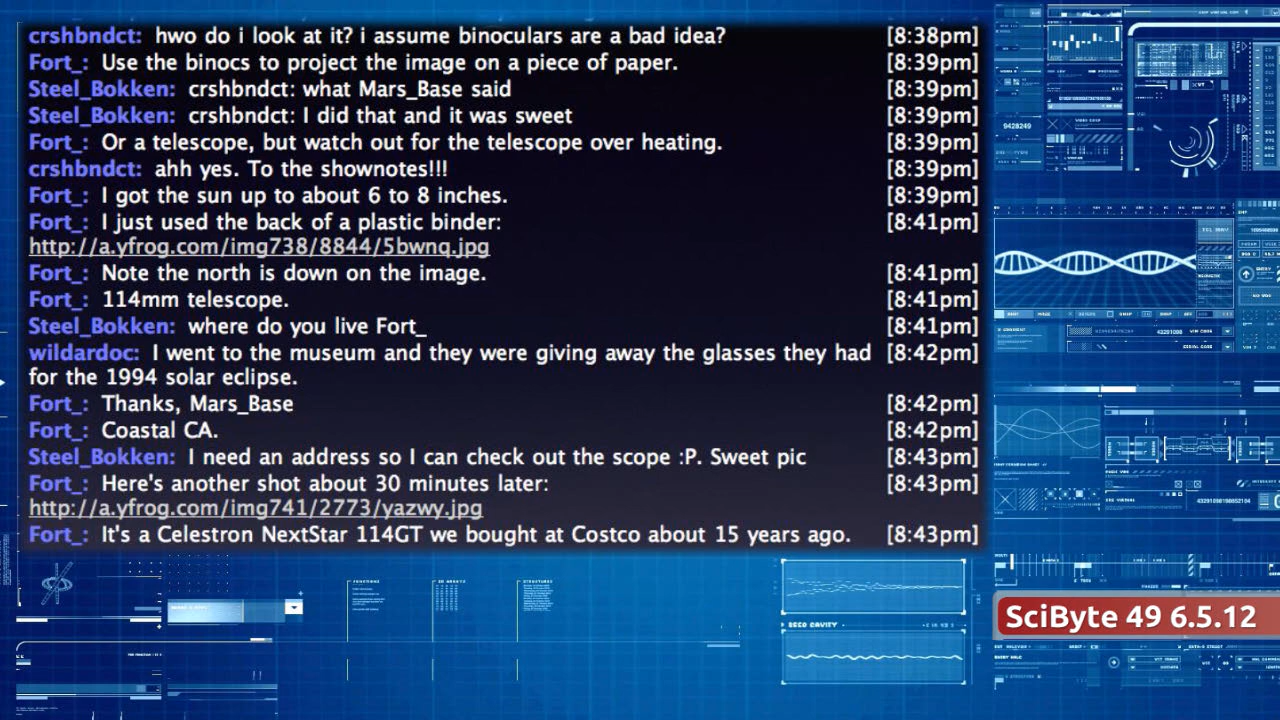 crshbndct: hwo do i look at it? i assume binoculars are a bad idea? [8:38pm]
Fort_: Use the binocs to project the image on a piece of paper. [8:39pm]
Steel_Bokken: crshbndct: what Mars_Base said [8:39pm]
Steel_Bokken: crshbndct: I did that and it was sweet [8:39pm]
Fort_: Or a telescope, but watch out for the telescope over heating. [8:39pm]
crshbndct: ahh yes. To the shownotes!!! [8:39pm]
Fort_: I got the sun up to about 6 to 8 inches. [8:39pm]
Fort_: I just used the back of a plastic binder: [8:41pm]
http://a.yfrog.com/img738/8844/5bwnq.jpg
Fort_: Note the north is down on the image. [8:41pm]
Fort_: 114mm telescope. [8:41pm]
Steel_Bokken: where do you live Fort_ [8:41pm]
wildardoc: I went to the museum and they were giving away the glasses they had [8:42pm]
for the 1994 solar eclipse.
Fort_: Thanks, Mars_Base [8:42pm]
Fort_: Coastal CA. [8:42pm]
Steel_Bokken: I need an address so I can check out the scope :P. Sweet pic [8:43pm]
Fort_: Here's another shot about 30 minutes later: [8:43pm]
http://a.yfrog.com/img741/2773/yazwy.jpg
Fort_: It's a Celestron NextStar 114GT we bought at Costco about 15 years ago. [8:43pm]
9428249
SciByte 49 6.5.12